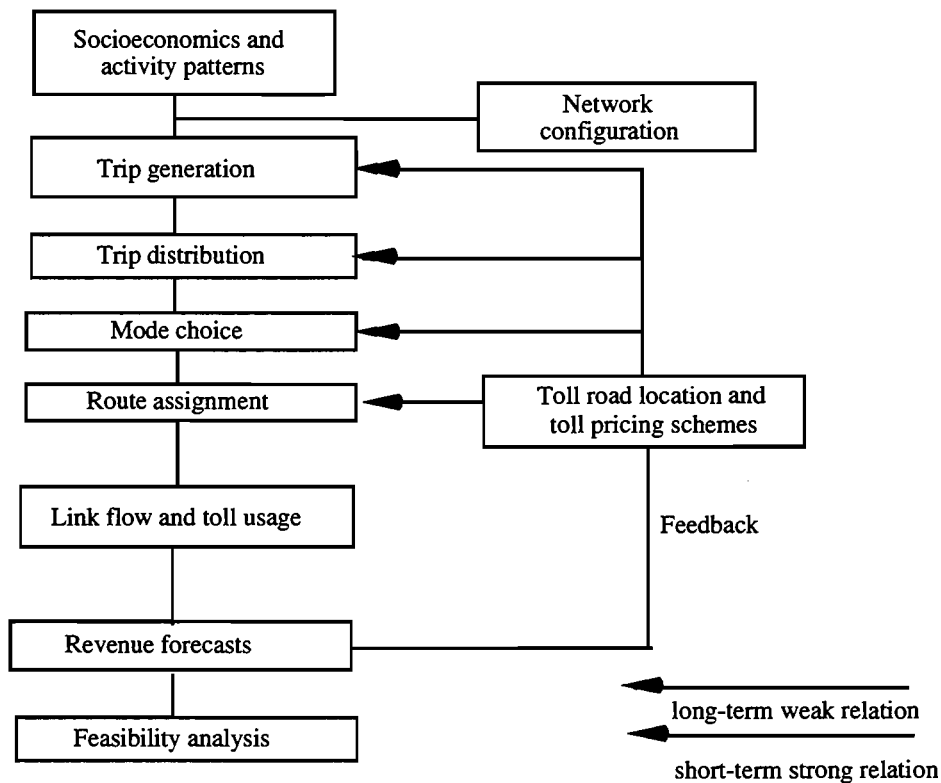 Socioeconomics and
activity patterns
Network
configuration
Trip generation
Trip distribution
Mode choice
Route assignment
Toll road location and
toll pricing schemes
Link flow and toll usage
Feedback
Revenue forecasts
long-term weak relation
Feasibility analysis
short-term strong relation